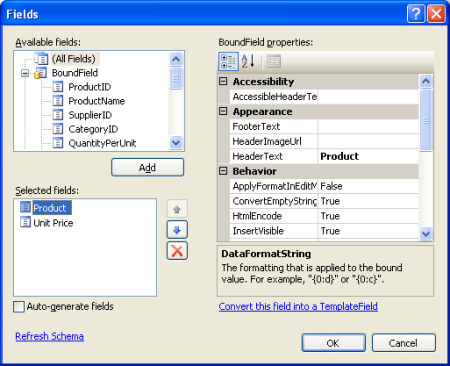 Fields
Available fields:
(All Fields)
BoundField
ProductID
ProductName
SupplierID
CategoryID
QuantityPerUnit
Add
Selected fields:
Product
Unit Price
Auto-generate fields
Refresh Schema
BoundField properties:
Accessibility
AccessibleHeaderTe
Appearance
FooterText
HeaderImageUrl
HeaderText Product
Behavior
ApplyFormatInEditM False
ConvertEmptyString True
HtmlEncode True
InsertVisible True
DataFormatString
The formatting that is applied to the bound
value. For example, "{0:d}" or "{0:c}".
Convert this field into a TemplateField
OK Cancel